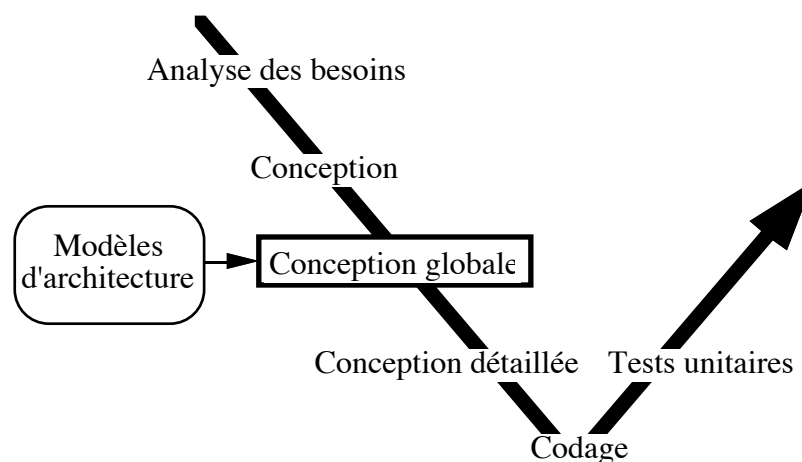 Analyse des besoins
Conception
Modèles
d'architecture
Conception globale
Conception détaillée
Tests unitaires
Codage